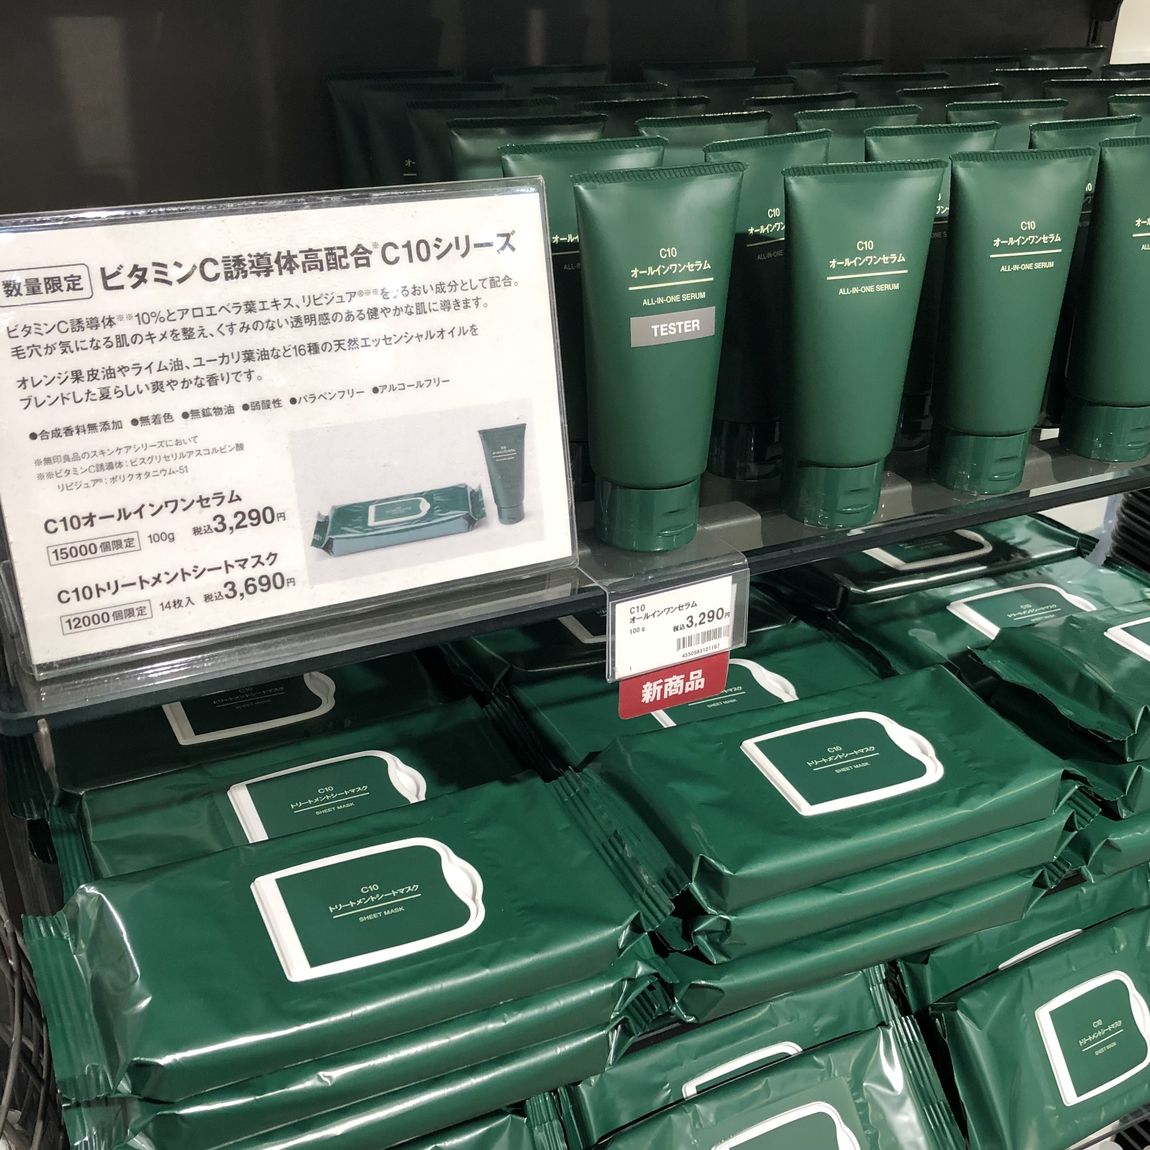 数量限定 ビタミンC誘導体高配合※C10シリーズ
ビタミンC誘導体※※10%とアロエベラ葉エキス、リピジュア®※※をうるおい成分として配合。
毛穴が気になる肌のキメを整え、くすみのない透明感のある健やかな肌に導きます。
オレンジ果皮油やライム油、ユーカリ葉油など16種の天然エッセンシャルオイルを
ブレンドした夏らしい爽やかな香りです。
●合成香料無添加 ●無着色 ●無鉱物油 ●弱酸性 ●パラベンフリー ●アルコールフリー
※無印良品のスキンケアシリーズにおいて
※※ビタミンC誘導体：ビスグリセリルアスコルビン酸
リピジュア®：ポリクオタニウム-51
C10オールインワンセラム
15000個限定 100g 税込3,290円
C10トリートメントシートマスク
12000個限定 14枚入 税込3,690円
C10
オールインワンセラム
ALL-IN-ONE SERUM
TESTER
C10
オールインワンセラム
ALL-IN-ONE SERUM
C10
オールインワンセラム
ALL-IN-ONE SERUM
C10
オールインワンセラム
100g 税込3,290円
4550583121167
新商品
C10
トリートメントシートマスク
SHEET MASK
C10
トリートメントシートマスク
SHEET MASK
C10
トリートメントシートマスク
SHEET MASK
C10
トリートメントシートマスク
SHEET MASK